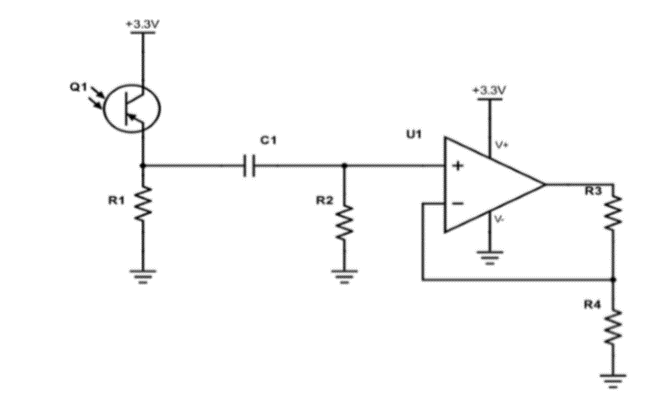 +3.3V
Q1
+3.3V
C1
U1
V+
+
R1
R2
−
R3
V-
R4